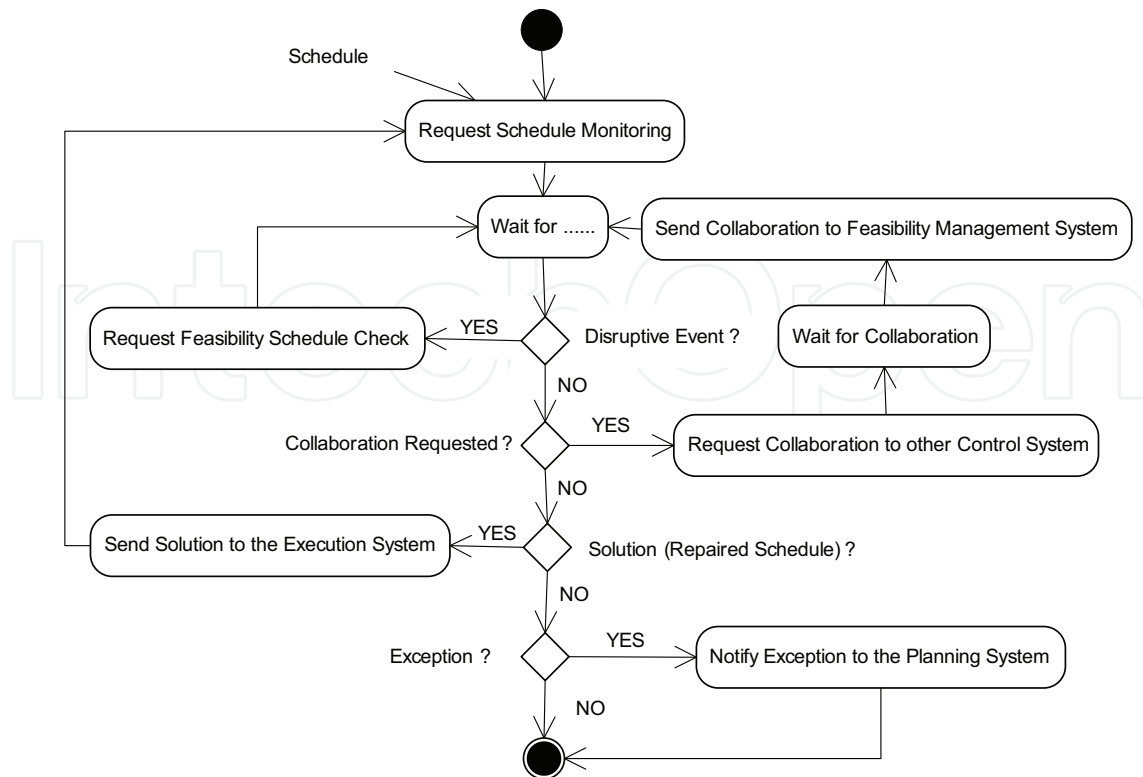 Schedule
Request Schedule Monitoring
Wait for ......
Send Collaboration to Feasibility Management System
Request Feasibility Schedule Check
YES
Disruptive Event ?
Wait for Collaboration
NO
Collaboration Requested ?
YES
Request Collaboration to other Control System
NO
Send Solution to the Execution System
YES
Solution (Repaired Schedule) ?
NO
Exception ?
YES
Notify Exception to the Planning System
NO
IntechOpen